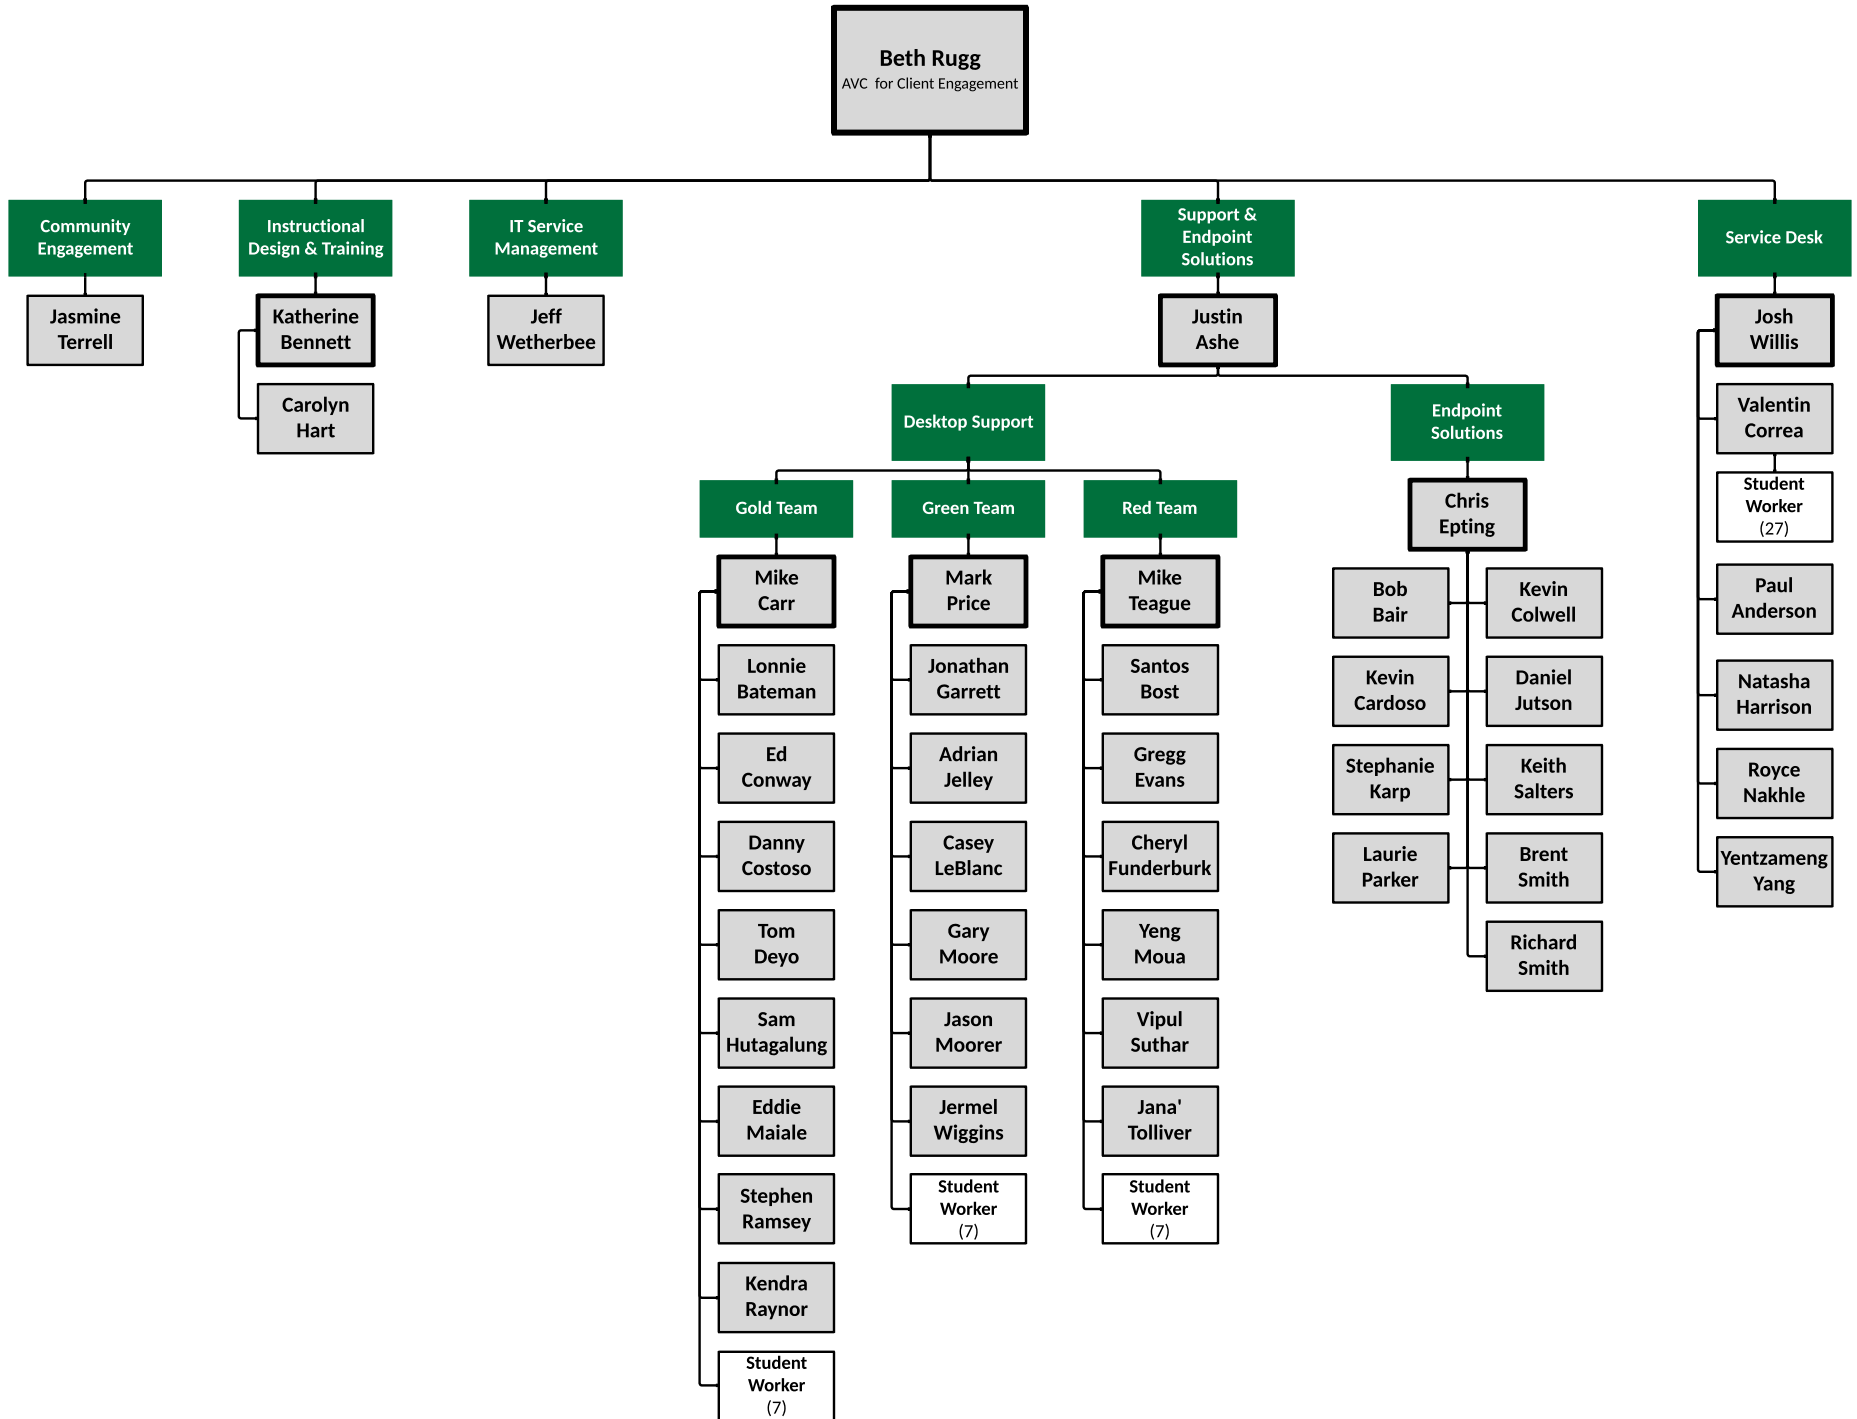 Beth Rugg
AVC for Client Engagement
Community
Engagement
Jasmine
Terrell
Instructional
Design & Training
Katherine
Bennett
Carolyn
Hart
IT Service
Management
Jeff
Wetherbee
Support &
Endpoint
Solutions
Justin
Ashe
Desktop Support
Gold Team
Mike
Carr
Lonnie
Bateman
Ed
Conway
Danny
Costoso
Tom
Deyo
Sam
Hutagalung
Eddie
Maiale
Stephen
Ramsey
Kendra
Raynor
Student
Worker
(7)
Green Team
Mark
Price
Jonathan
Garrett
Adrian
Jelley
Casey
LeBlanc
Gary
Moore
Jason
Moorer
Jermel
Wiggins
Student
Worker
(7)
Red Team
Mike
Teague
Santos
Bost
Gregg
Evans
Cheryl
Funderburk
Yeng
Moua
Vipul
Suthar
Jana'
Tolliver
Student
Worker
(7)
Endpoint
Solutions
Chris
Epting
Bob
Bair
Kevin
Colwell
Kevin
Cardoso
Daniel
Jutson
Stephanie
Karp
Keith
Salters
Laurie
Parker
Brent
Smith
Richard
Smith
Service Desk
Josh
Willis
Valentin
Correa
Student
Worker
(27)
Paul
Anderson
Natasha
Harrison
Royce
Nakhle
Yentzameng
Yang